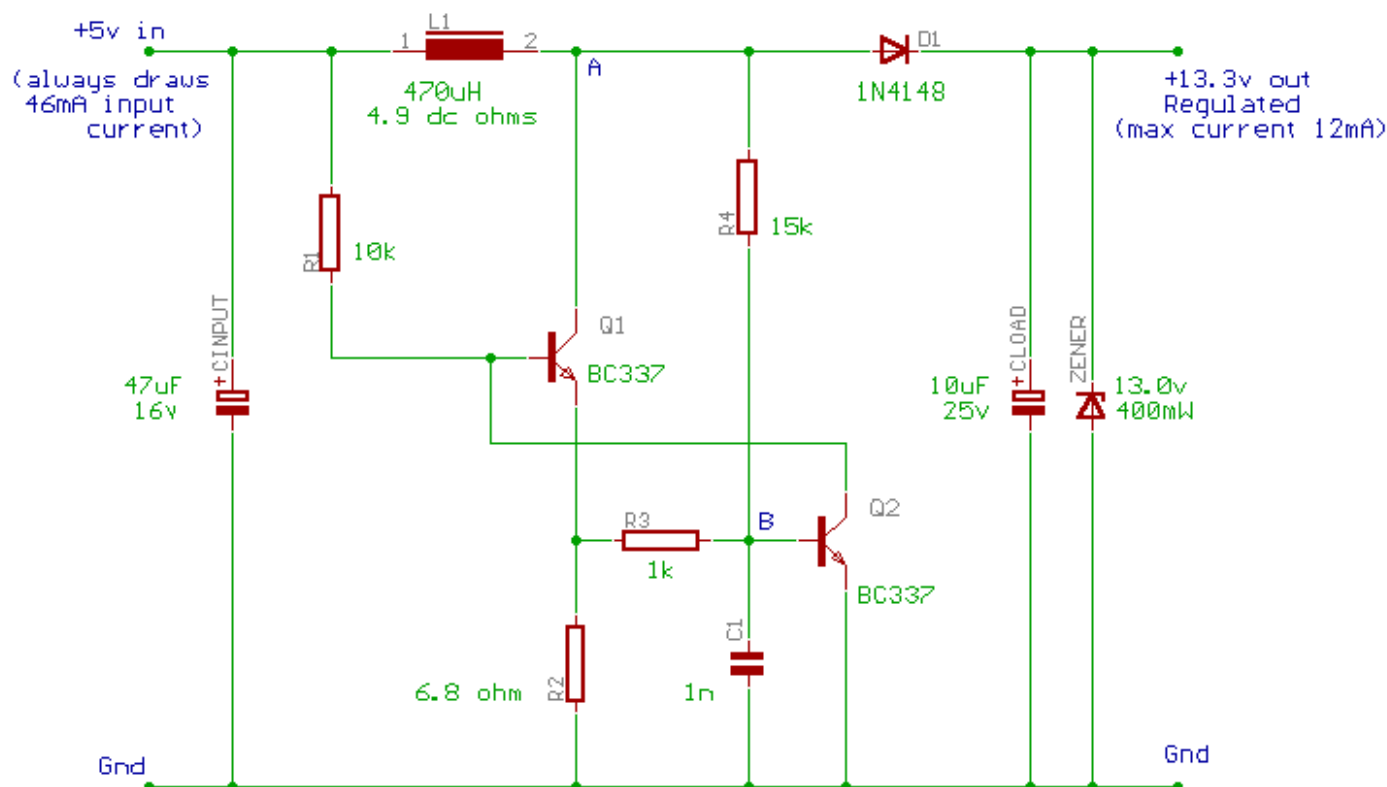 +5v in
(always draws
46mA input
current)
L1
1
2
470uH
4.9 dc ohms
A
D1
1N4148
+13.3v out
Regulated
(max current 12mA)
R1
10k
R4
15k
+CINPUT
47uF
16v
Q1
BC337
+CLOAD
10uF
25v
ZENER
13.0v
400mW
R3
1k
B
Q2
BC337
R2
6.8 ohm
C1
1n
Gnd
Gnd